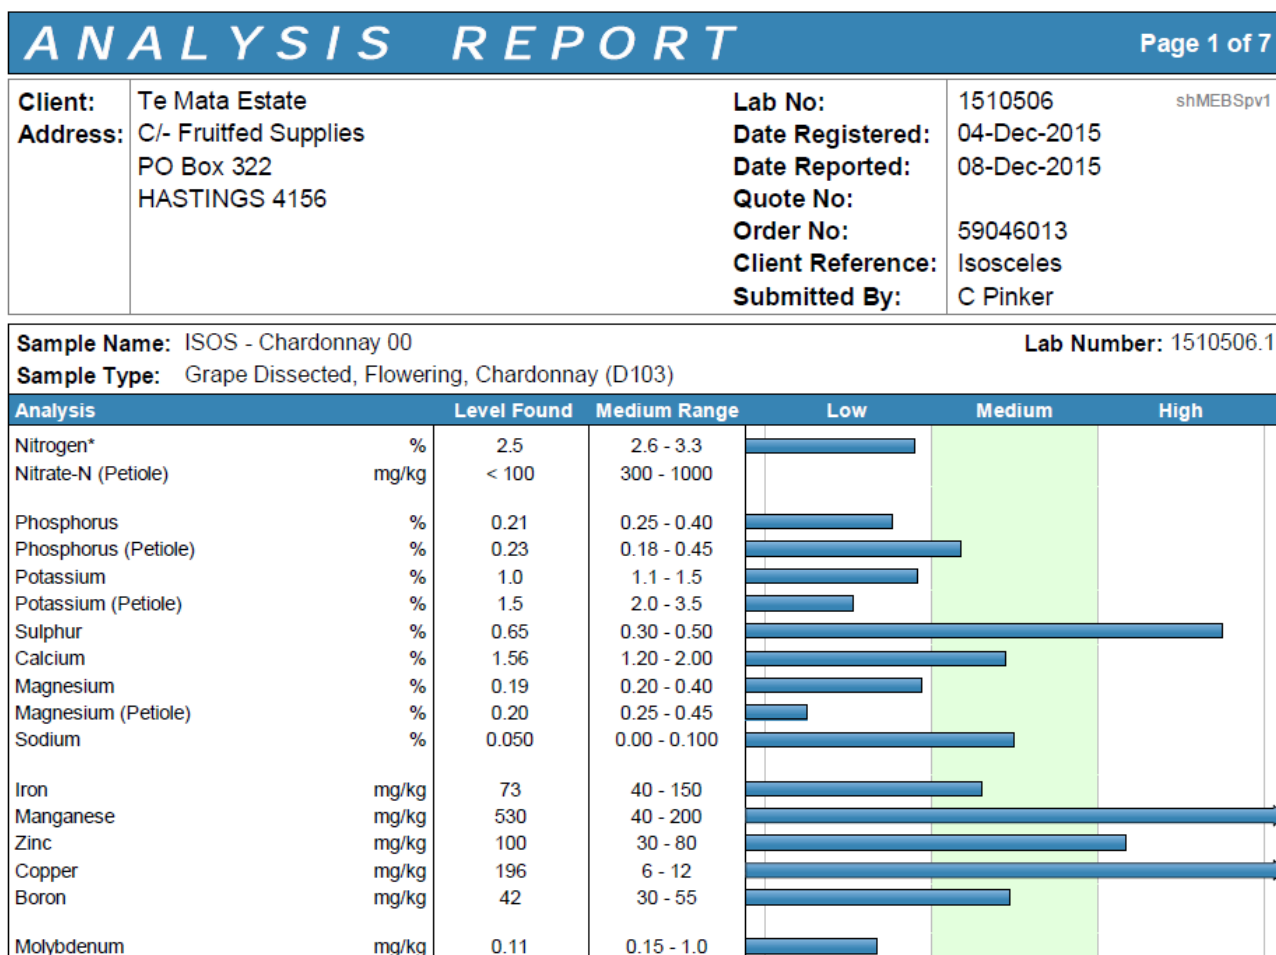 ANALYSIS REPORT Page 1 of 7
Client: Te Mata Estate Lab No: 1510506 shMEBSpv1
Address: C/- Fruitfed Supplies Date Registered: 04-Dec-2015
PO Box 322 Date Reported: 08-Dec-2015
HASTINGS 4156 Quote No:
Order No: 59046013
Client Reference: Isosceles
Submitted By: C Pinker
Sample Name: ISOS - Chardonnay 00 Lab Number: 1510506.1
Sample Type: Grape Dissected, Flowering, Chardonnay (D103)
Analysis Level Found Medium Range Low Medium High
Nitrogen* % 2.5 2.6 - 3.3
Nitrate-N (Petiole) mg/kg < 100 300 - 1000
Phosphorus % 0.21 0.25 - 0.40
Phosphorus (Petiole) % 0.23 0.18 - 0.45
Potassium % 1.0 1.1 - 1.5
Potassium (Petiole) % 1.5 2.0 - 3.5
Sulphur % 0.65 0.30 - 0.50
Calcium % 1.56 1.20 - 2.00
Magnesium % 0.19 0.20 - 0.40
Magnesium (Petiole) % 0.20 0.25 - 0.45
Sodium % 0.050 0.00 - 0.100
Iron mg/kg 73 40 - 150
Manganese mg/kg 530 40 - 200
Zinc mg/kg 100 30 - 80
Copper mg/kg 196 6 - 12
Boron mg/kg 42 30 - 55
Molybdenum mg/kg 0.11 0.15 - 1.0